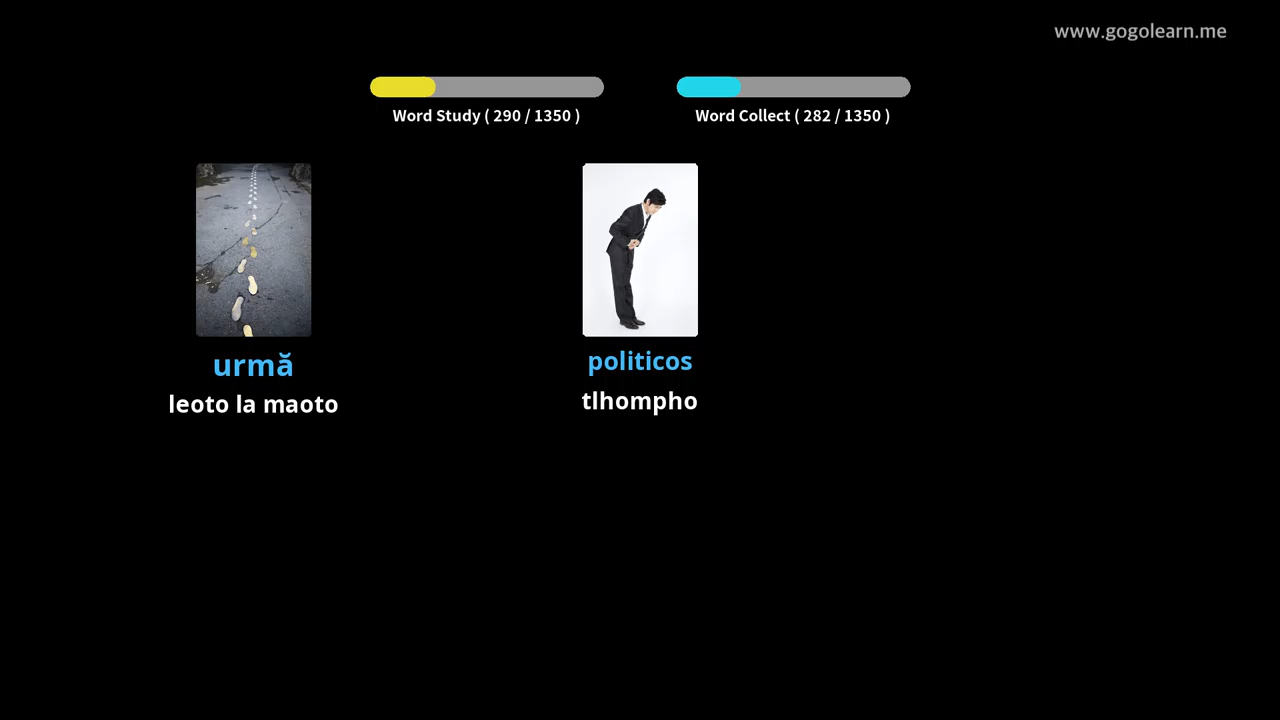 www.gogolearn.me
Word Study ( 290 / 1350 )
Word Collect ( 282 / 1350 )
urmă
leoto la maoto
politicos
tlhompho